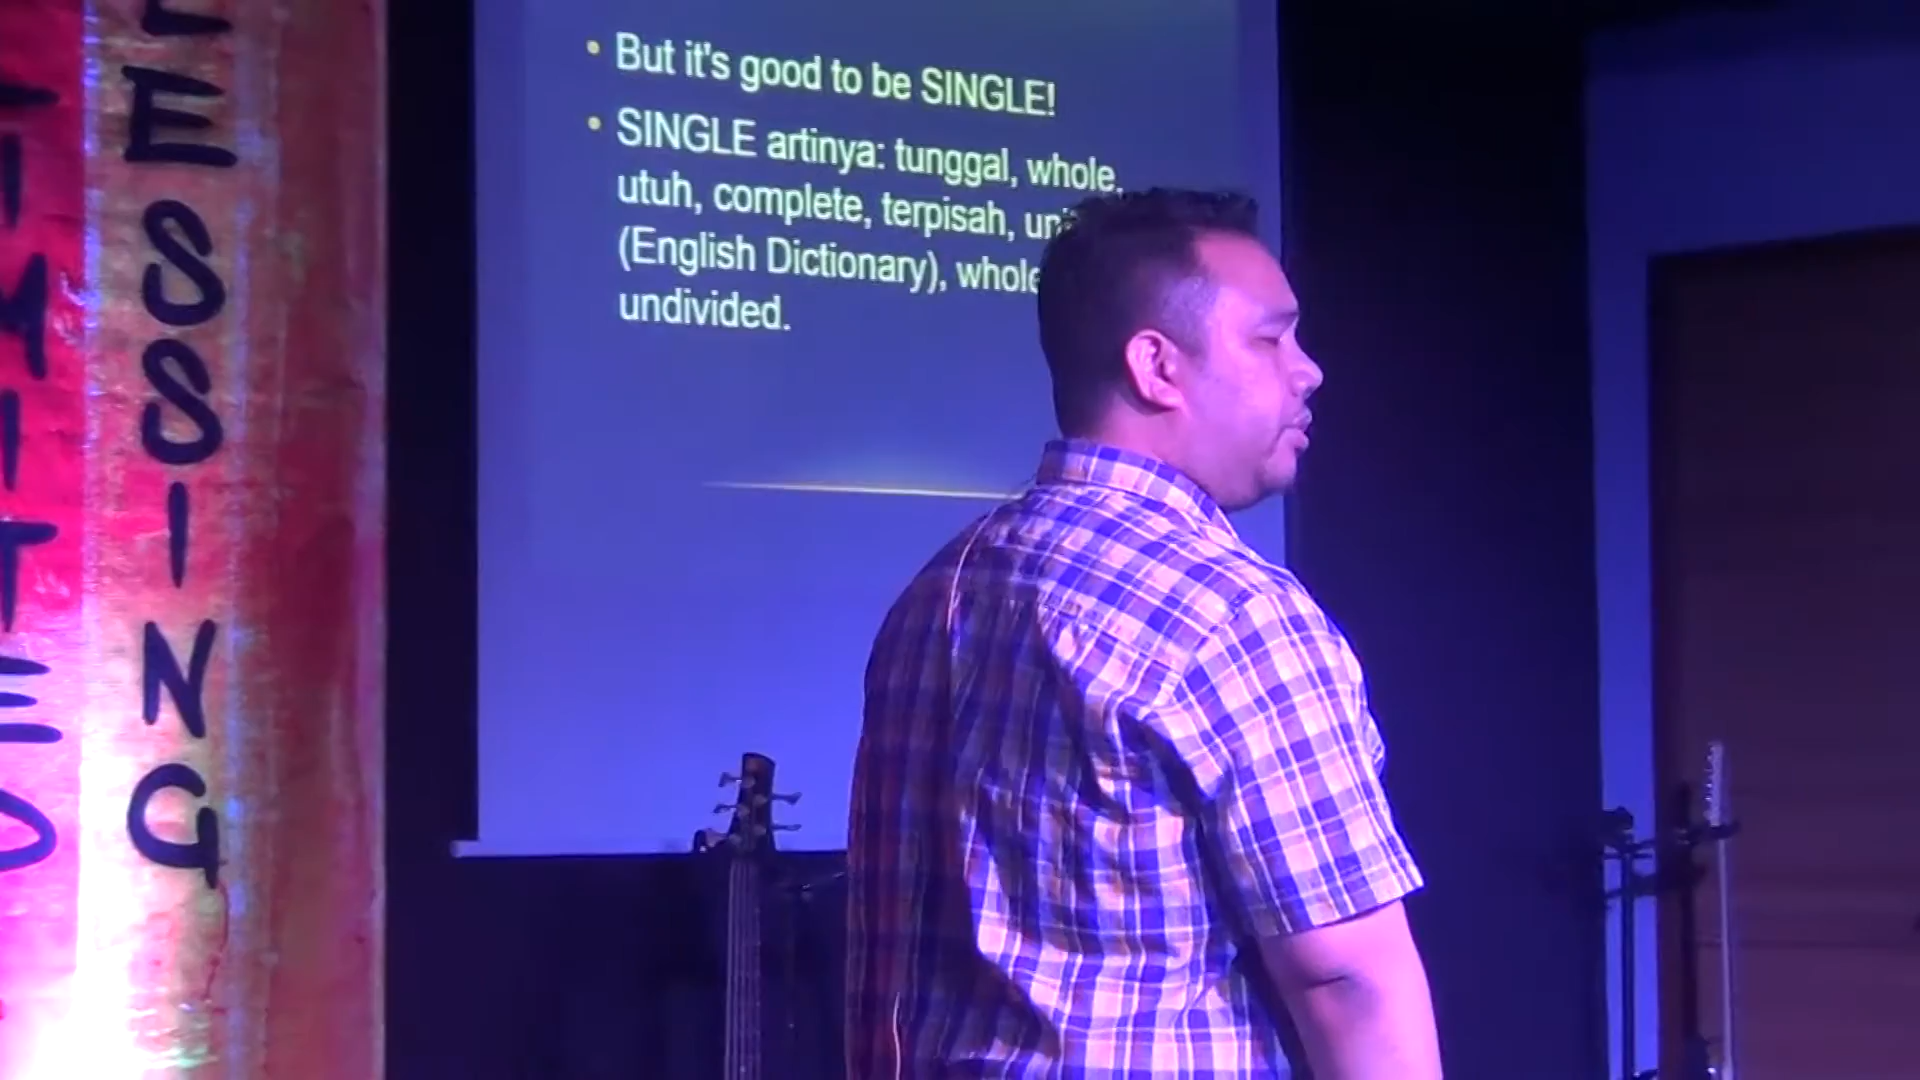 But it's good to be SINGLE!
SINGLE artinya: tunggal, whole,
utuh, complete, terpisah,
(English Dictionary), whole
undivided.
ESSING